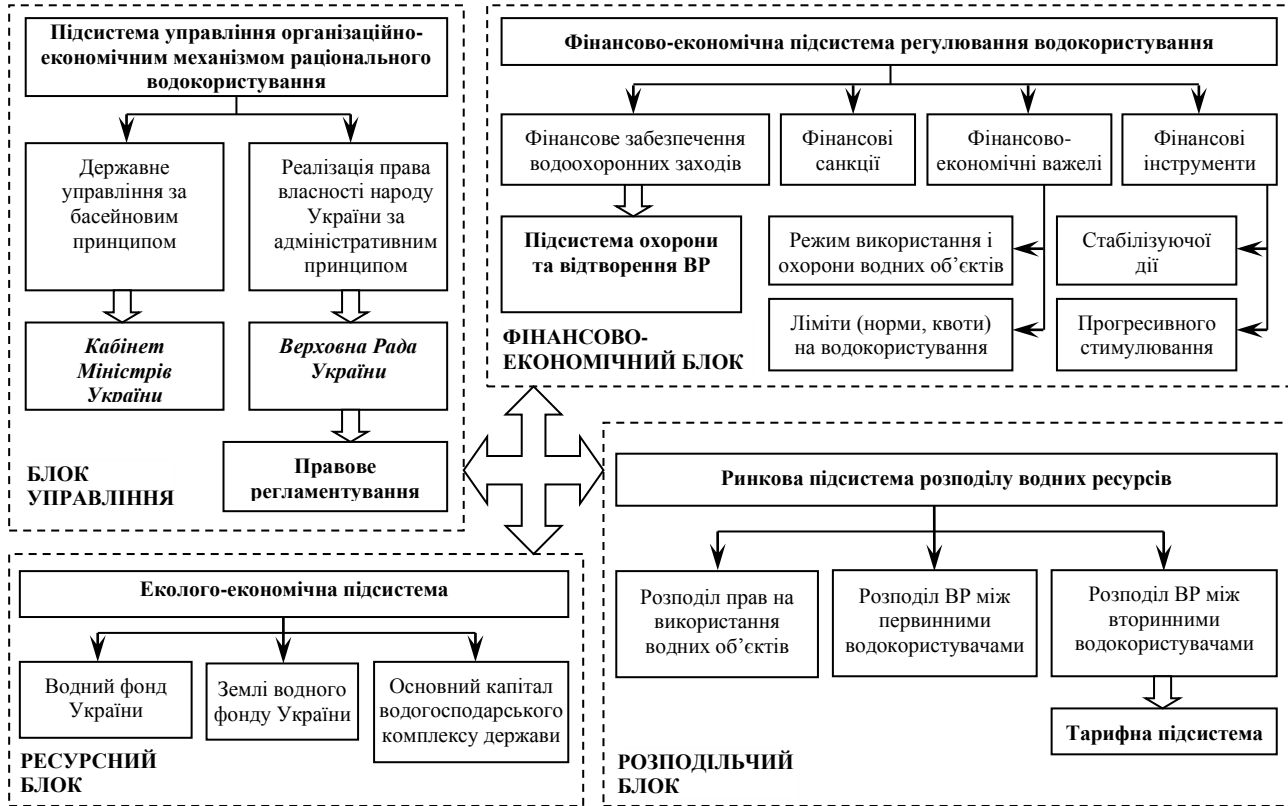 Підсистема управління організаційно-
економічним механізмом раціонального
водокористування
Державне
управління за
басейновим
принципом
Реалізація права
власності народу
України за
адміністративним
принципом
Кабінет
Міністрів
України
Верховна Рада
України
Правове
регламентування
БЛОК
УПРАВЛІННЯ
Фінансово-економічна підсистема регулювання водокористування
Фінансове забезпечення
водоохоронних заходів
Фінансові
санкції
Фінансово-
економічні важелі
Фінансові
інструменти
Підсистема охорони
та відтворення ВР
Режим використання і
охорони водних об’єктів
Стабілізуючої
дії
Ліміти (норми, квоти)
на водокористування
Прогресивного
стимулювання
ФІНАНСОВО-
ЕКОНОМІЧНИЙ БЛОК
Еколого-економічна підсистема
Водний фонд
України
Землі водного
фонду України
Основний капітал
водогосподарського
комплексу держави
РЕСУРСНИЙ
БЛОК
Ринкова підсистема розподілу водних ресурсів
Розподіл прав на
використання
водних об’єктів
Розподіл ВР між
первинними
водокористувачами
Розподіл ВР між
вторинними
водокористувачами
Тарифна підсистема
РОЗПОДІЛЬЧИЙ
БЛОК